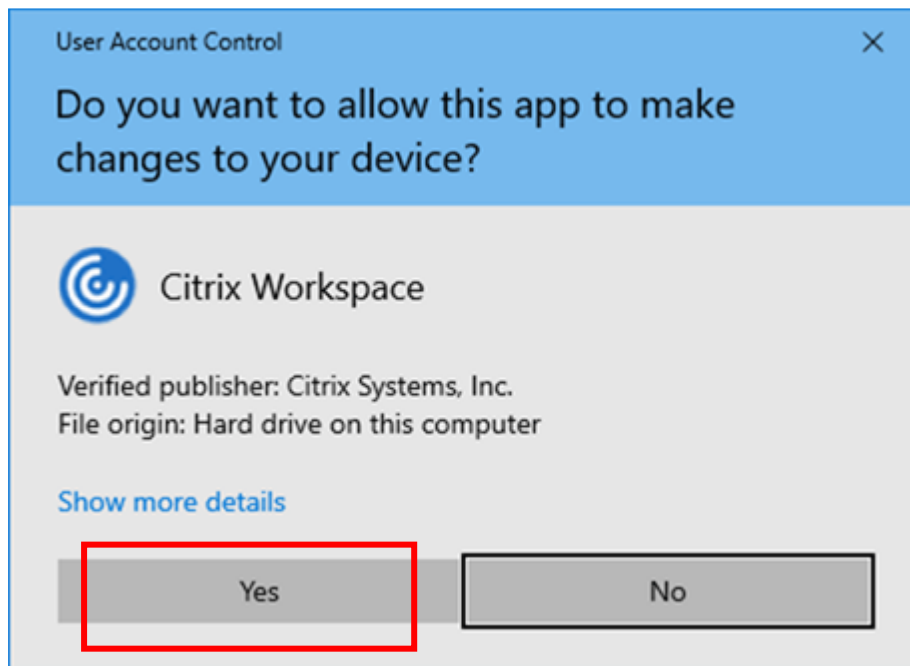 User Account Control
Do you want to allow this app to make
changes to your device?
Citrix Workspace
Verified publisher: Citrix Systems, Inc.
File origin: Hard drive on this computer
Show more details
Yes
No